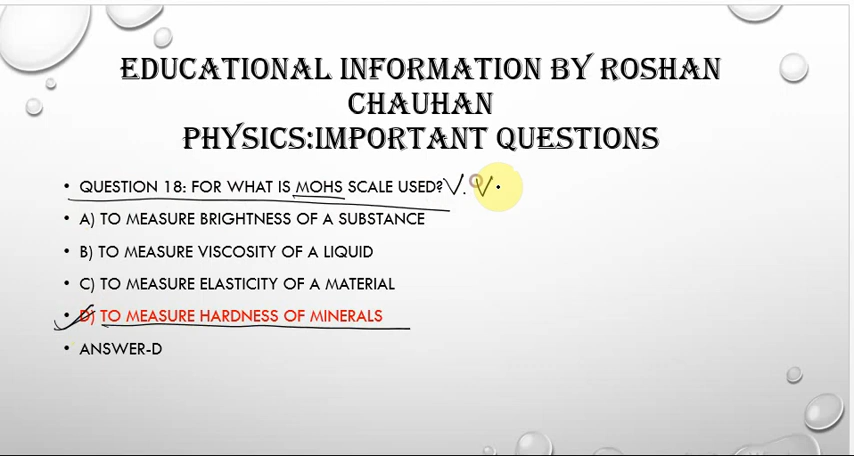 EDUCATIONAL INFORMATION BY ROSHAN
CHAUHAN
PHYSICS:IMPORTANT QUESTIONS
• QUESTION 18: FOR WHAT IS MOHS SCALE USED? V. V.
• A) TO MEASURE BRIGHTNESS OF A SUBSTANCE
• B) TO MEASURE VISCOSITY OF A LIQUID
• C) TO MEASURE ELASTICITY OF A MATERIAL
• D) TO MEASURE HARDNESS OF MINERALS
• ANSWER-D